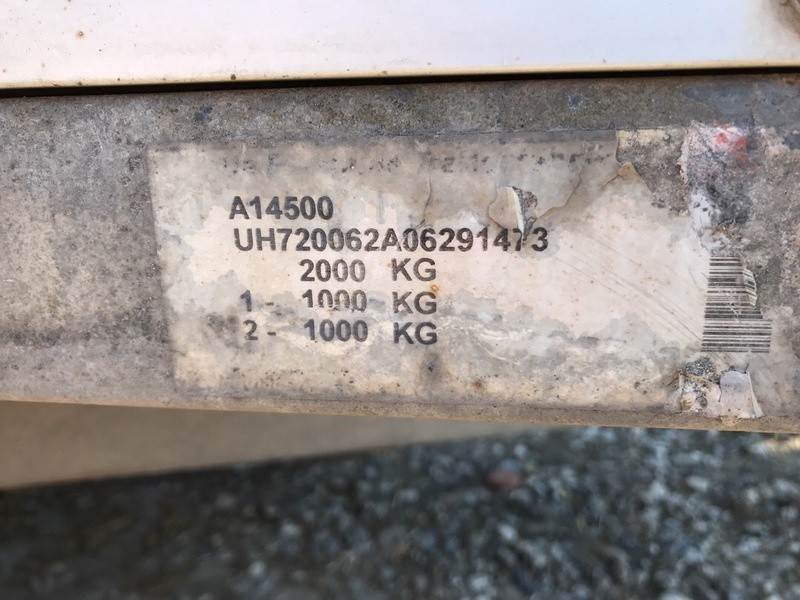 A14500
UH720062A06291473
2000 KG
1 - 1000 KG
2 - 1000 KG